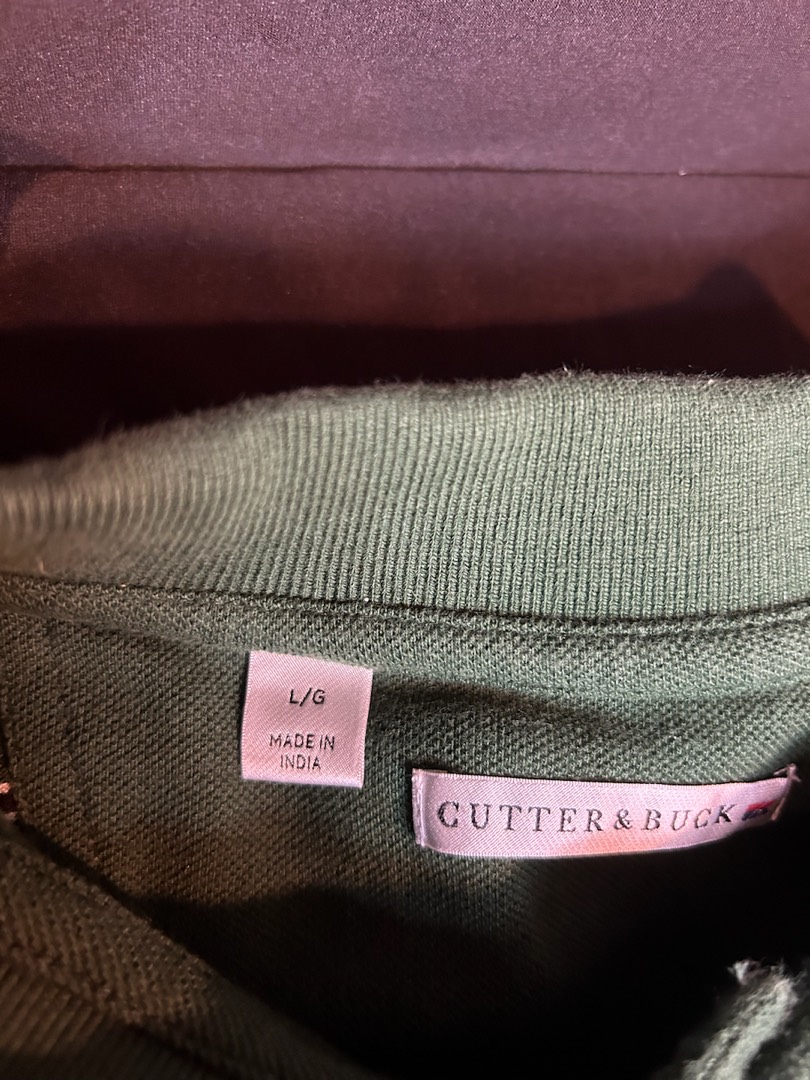 L/G
MADE IN
INDIA
CUTTER & BUCK